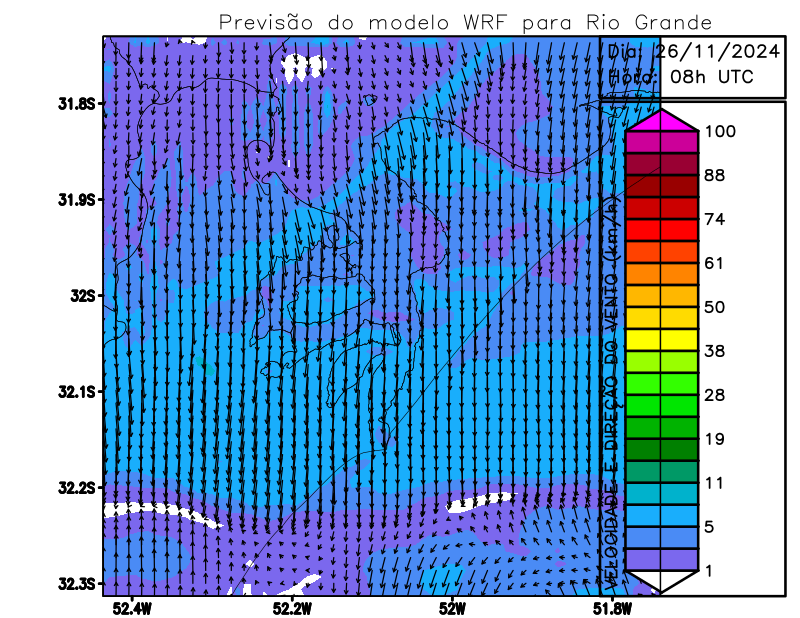 Previsão do modelo WRF para Rio Grande
Dia: 26/11/2024
Hora: 08h UTC
31.8S
31.9S
32S
32.1S
32.2S
32.3S
52.4W
52.2W
52W
51.8W
VELOCIDADE E DIREÇÃO DO VENTO (km/h)
100
88
74
61
50
38
28
19
11
5
1